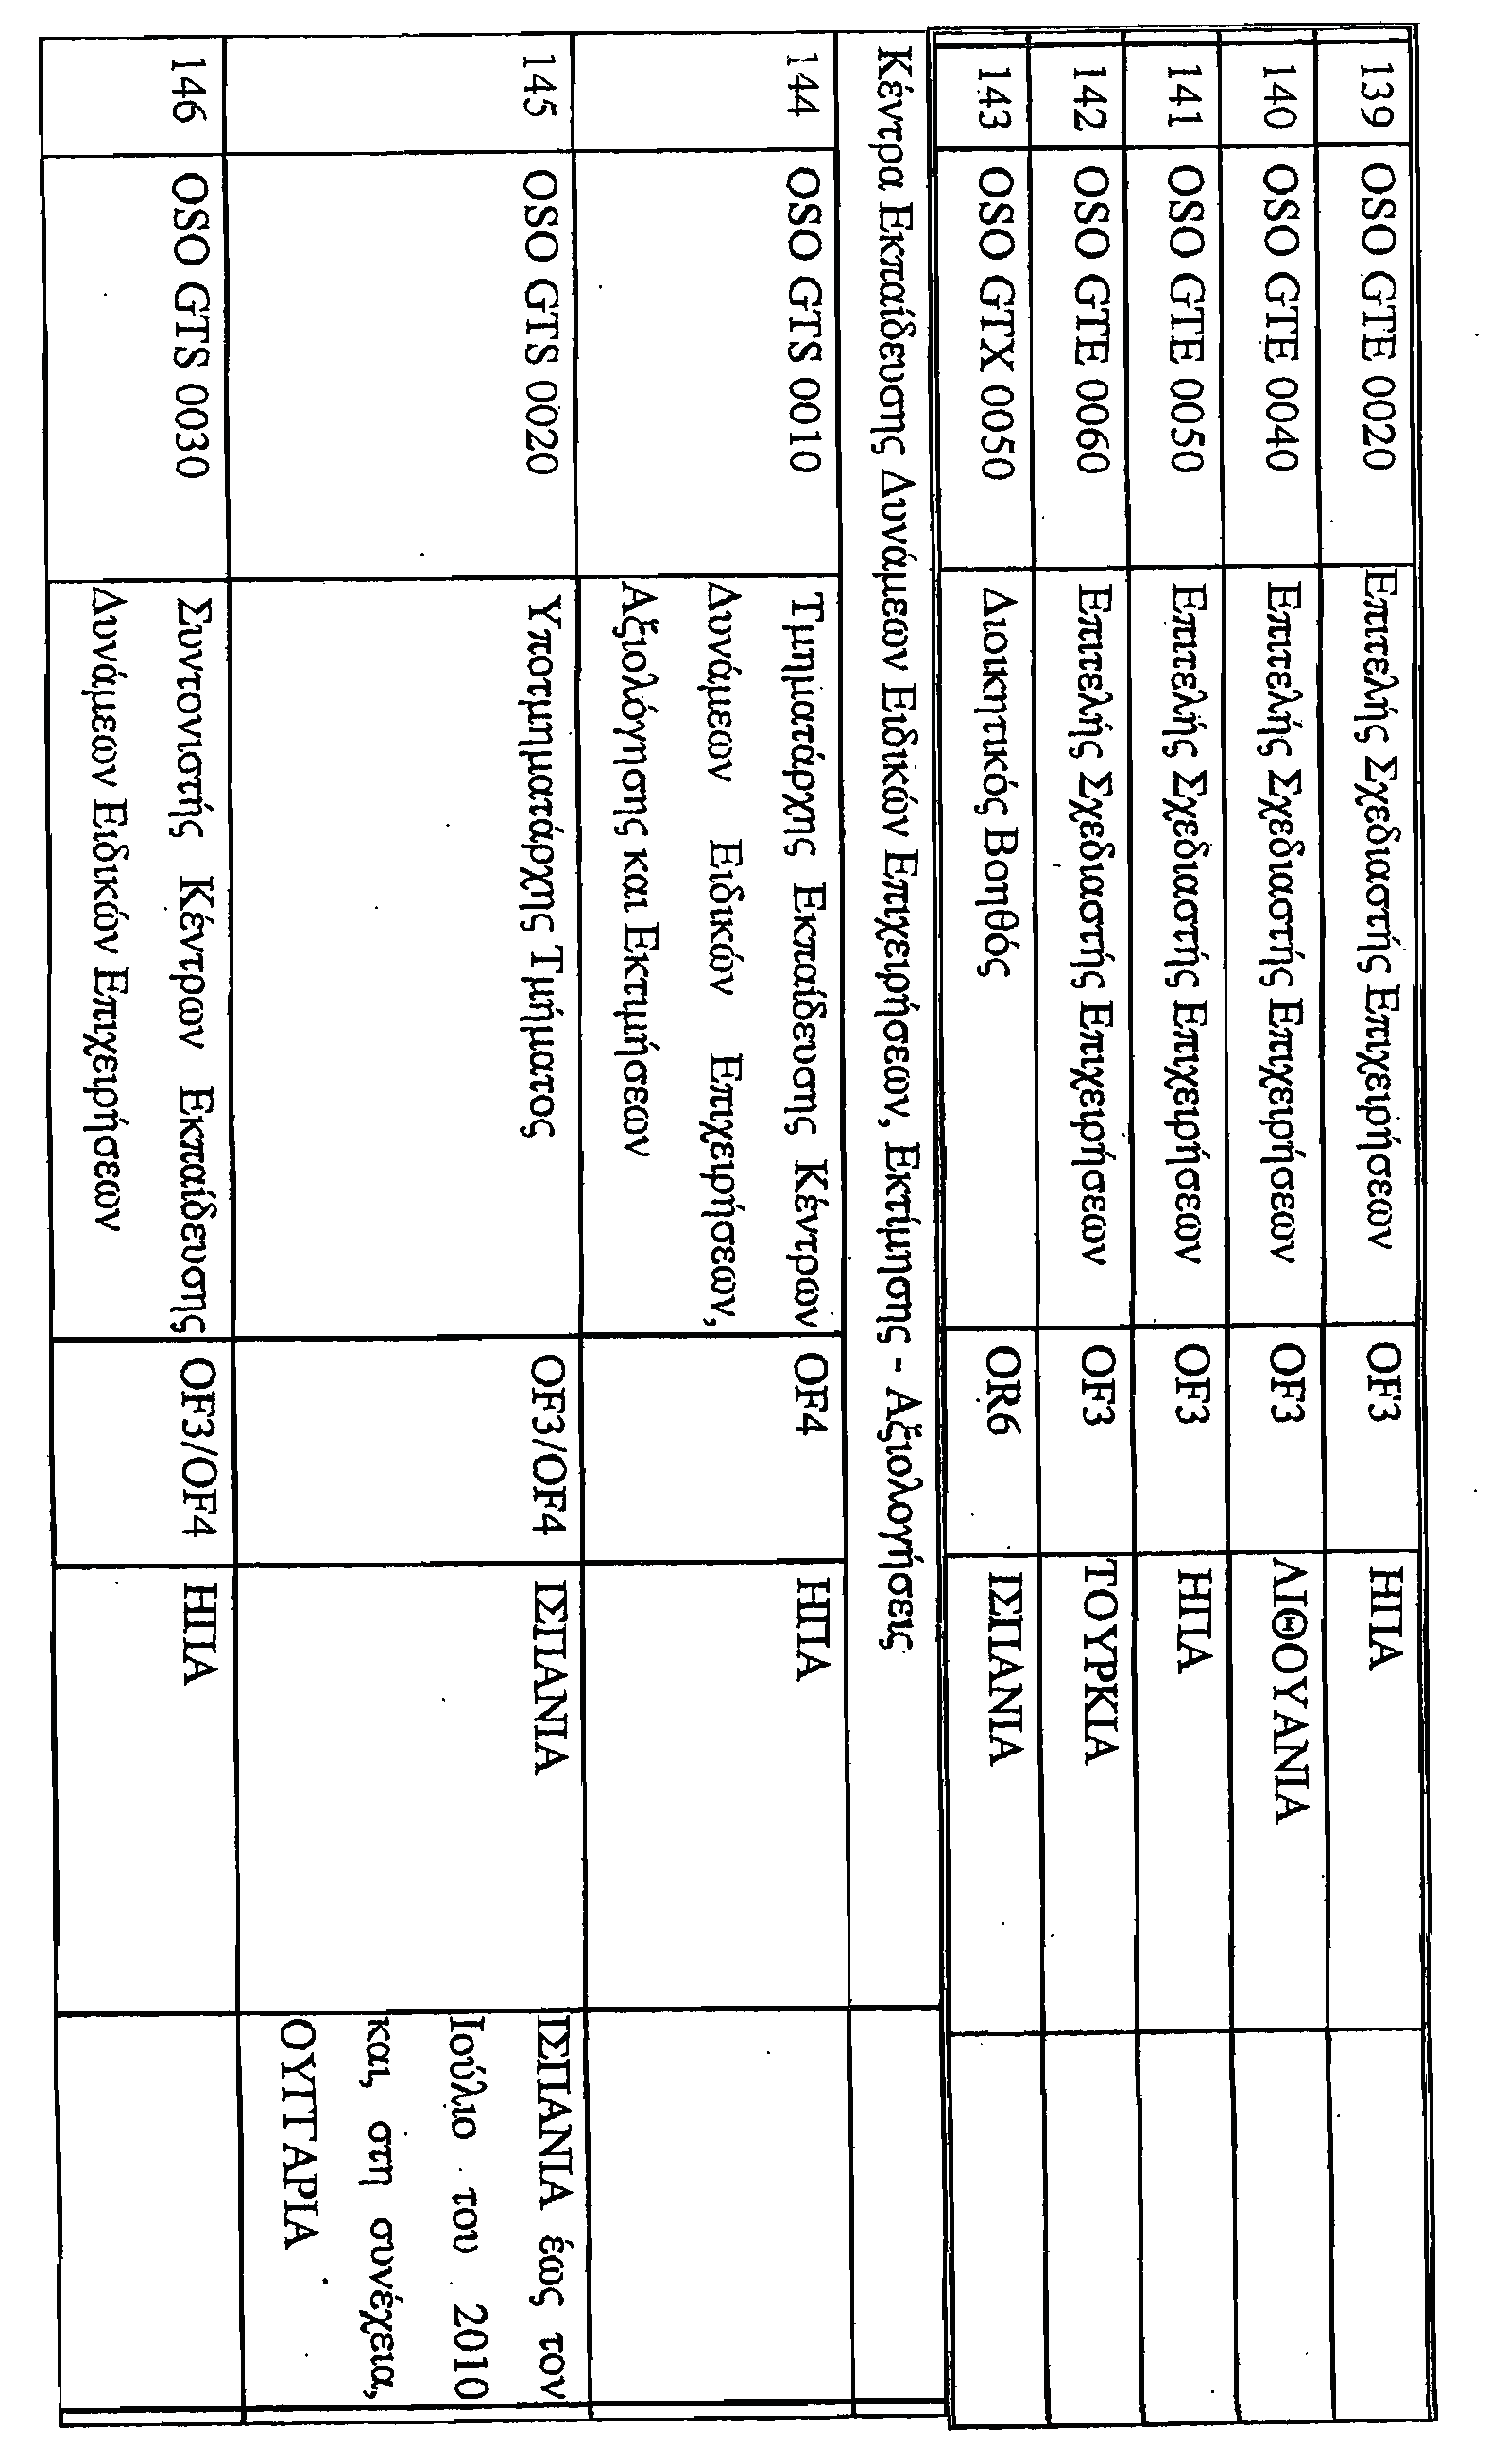 139 OSO GTE 0020 Επιτελής Σχεδιαστής Επιχειρήσεων OF3 ΗΠΑ
140 OSO GTE 0040 Επιτελής Σχεδιαστής Επιχειρήσεων OF3 ΛΙΘΟΥΑΝΙΑ
141 OSO GTE 0050 Επιτελής Σχεδιαστής Επιχειρήσεων OF3 ΗΠΑ
142 OSO GTE 0060 Επιτελής Σχεδιαστής Επιχειρήσεων OF3 ΤΟΥΡΚΙΑ
143 OSO GTX 0050 Διοικητικός Βοηθός OR6 ΙΣΠΑΝΙΑ
Κέντρα Εκπαίδευσης Δυνάμεων Ειδικών Επιχειρήσεων, Εκτίμησης - Αξιολογήσεις
144 OSO GTS 0010 Τμηματάρχης Εκπαίδευσης Κέντρων OF4 ΗΠΑ
Δυνάμεων Ειδικών Επιχειρήσεων,
Αξιολόγησης και Εκτιμήσεων
145 OSO GTS 0020 Υποτμηματάρχης Τμήματος OF3/OF4 ΙΣΠΑΝΙΑ ΙΣΠΑΝΙΑ έως τον
Ιούλιο του 2010
και, στη συνέχεια,
ΟΥΓΓΑΡΙΑ
146 OSO GTS 0030 Συντονιστής Κέντρων Εκπαίδευσης OF3/OF4 ΗΠΑ
Δυνάμεων Ειδικών Επιχειρήσεων